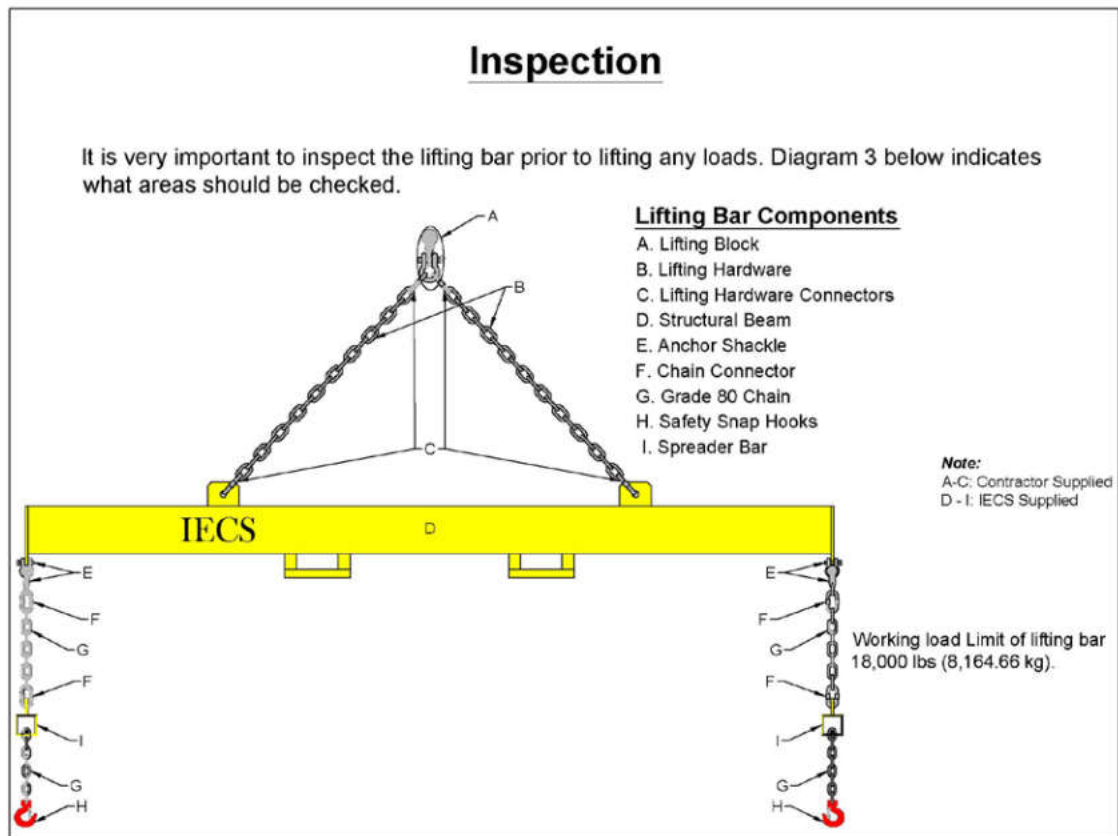 Inspection
It is very important to inspect the lifting bar prior to lifting any loads. Diagram 3 below indicates
what areas should be checked.
Lifting Bar Components
A. Lifting Block
B. Lifting Hardware
C. Lifting Hardware Connectors
D. Structural Beam
E. Anchor Shackle
F. Chain Connector
G. Grade 80 Chain
H. Safety Snap Hooks
I. Spreader Bar
Note:
A-C: Contractor Supplied
D - I: IECS Supplied
A
B
C
IECS
D
E
F
G
F
I
G
H
E
F
G
F
I
G
H
Working load Limit of lifting bar
18,000 lbs (8,164.66 kg).